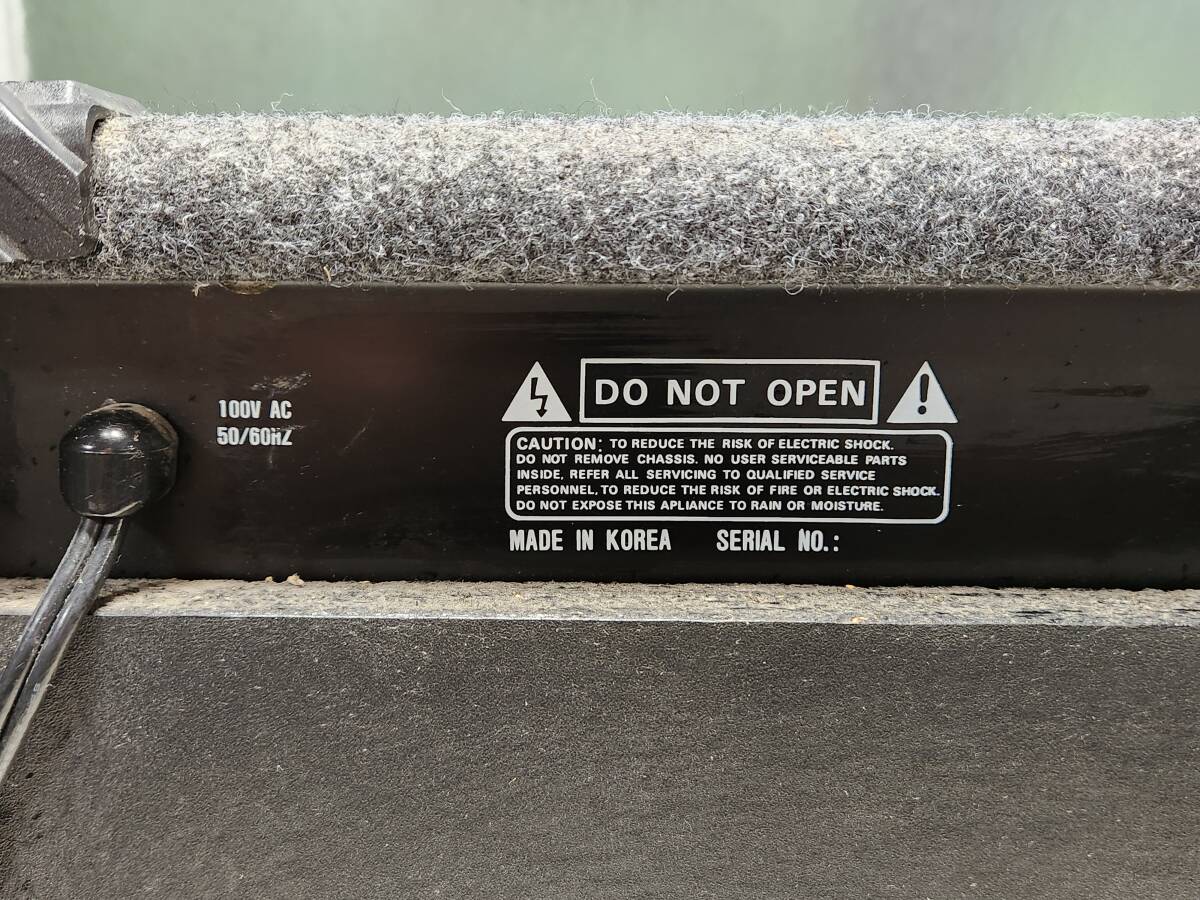 100V AC
50/60HZ
DO NOT OPEN
CAUTION: TO REDUCE THE RISK OF ELECTRIC SHOCK.
DO NOT REMOVE CHASSIS. NO USER SERVICEABLE PARTS
INSIDE, REFER ALL SERVICING TO QUALIFIED SERVICE
PERSONNEL, TO REDUCE THE RISK OF FIRE OR ELECTRIC SHOCK.
DO NOT EXPOSE THIS APLIANCE TO RAIN OR MOISTURE.
MADE IN KOREA SERIAL NO.: